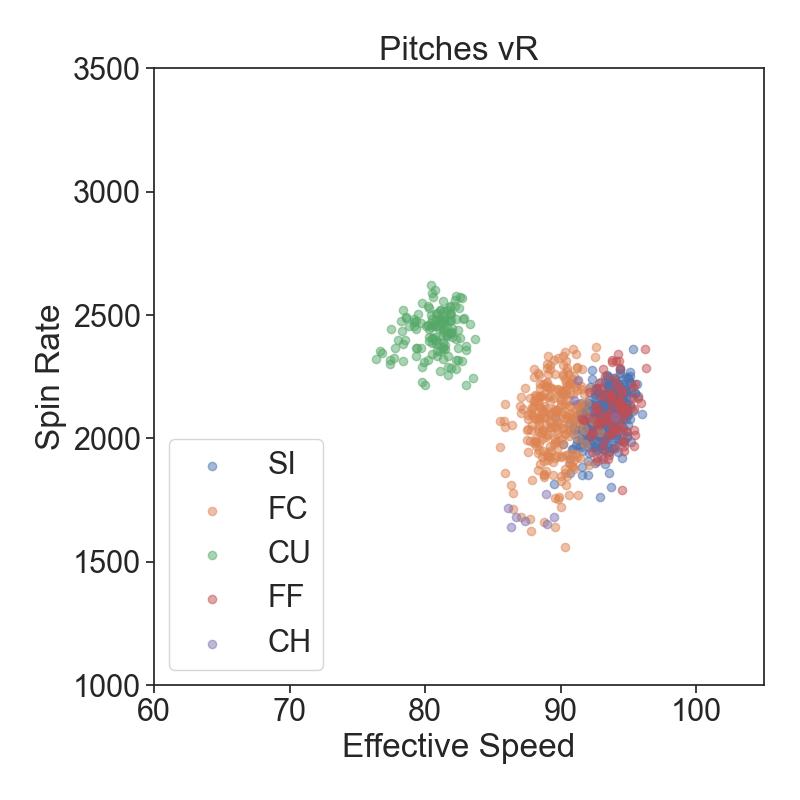 Pitches vR
3500
3000
2500
2000
1500
1000
Spin Rate
SI
FC
CU
FF
CH
60 70 80 90 100
Effective Speed